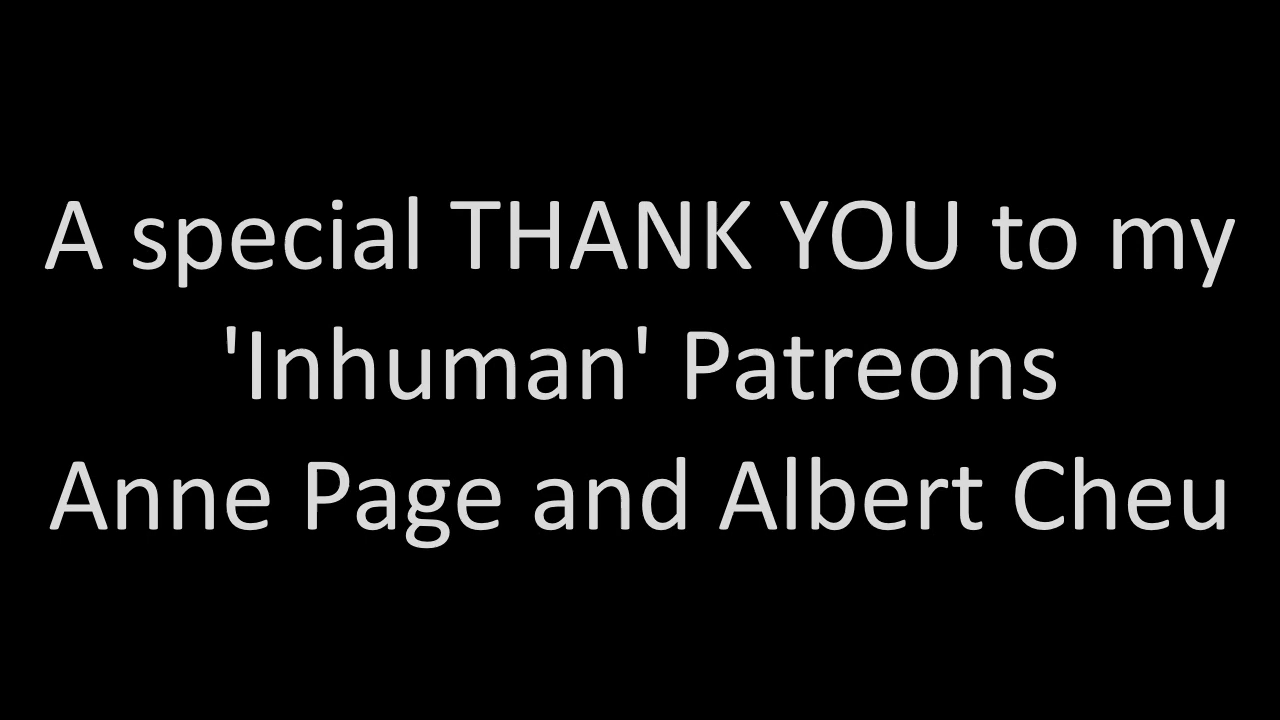 A special THANK YOU to my
'Inhuman' Patreons
Anne Page and Albert Cheu